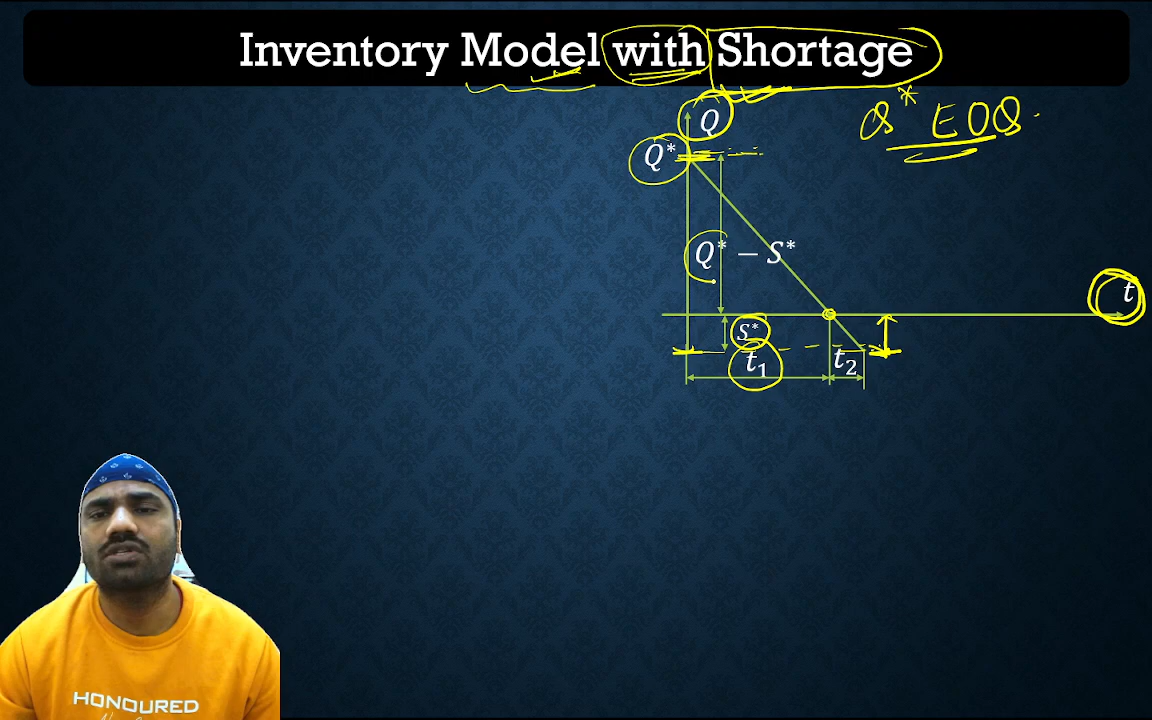 Inventory Model with Shortage
Q
Q* EOQ
Q*
Q* − S*
t
S*
t₁ t₂
HONOURED